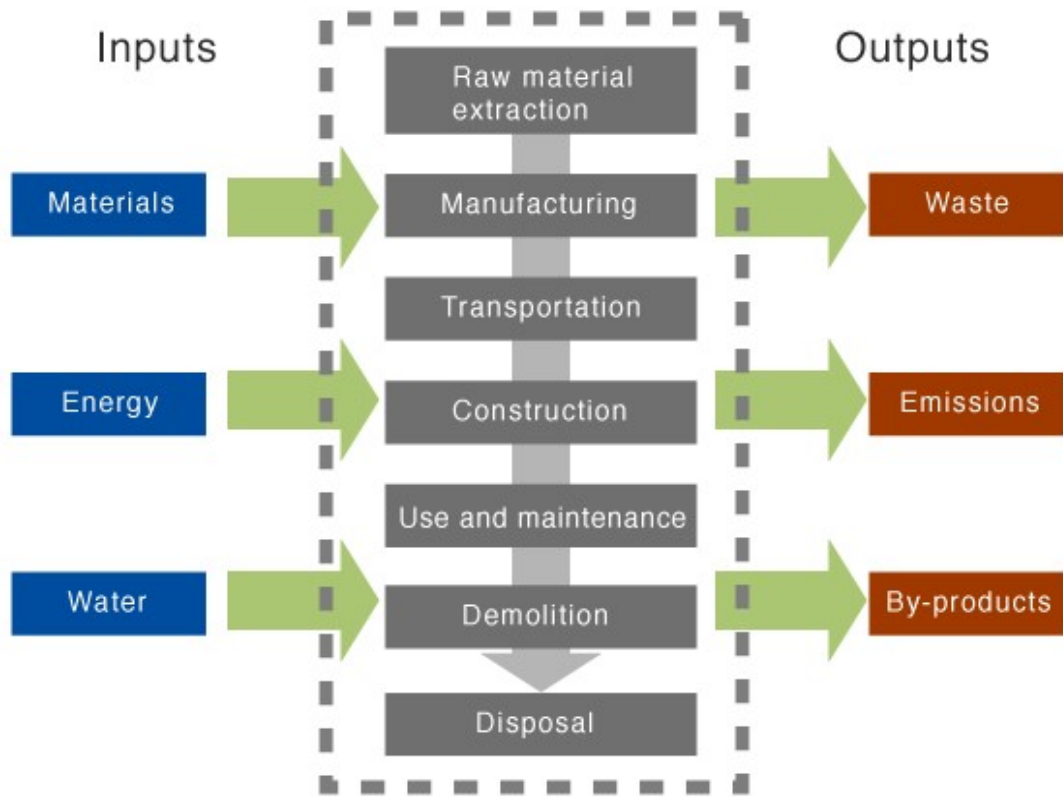 Inputs
Outputs
Raw material
extraction
Materials
Manufacturing
Waste
Transportation
Energy
Construction
Emissions
Use and maintenance
Water
Demolition
By-products
Disposal